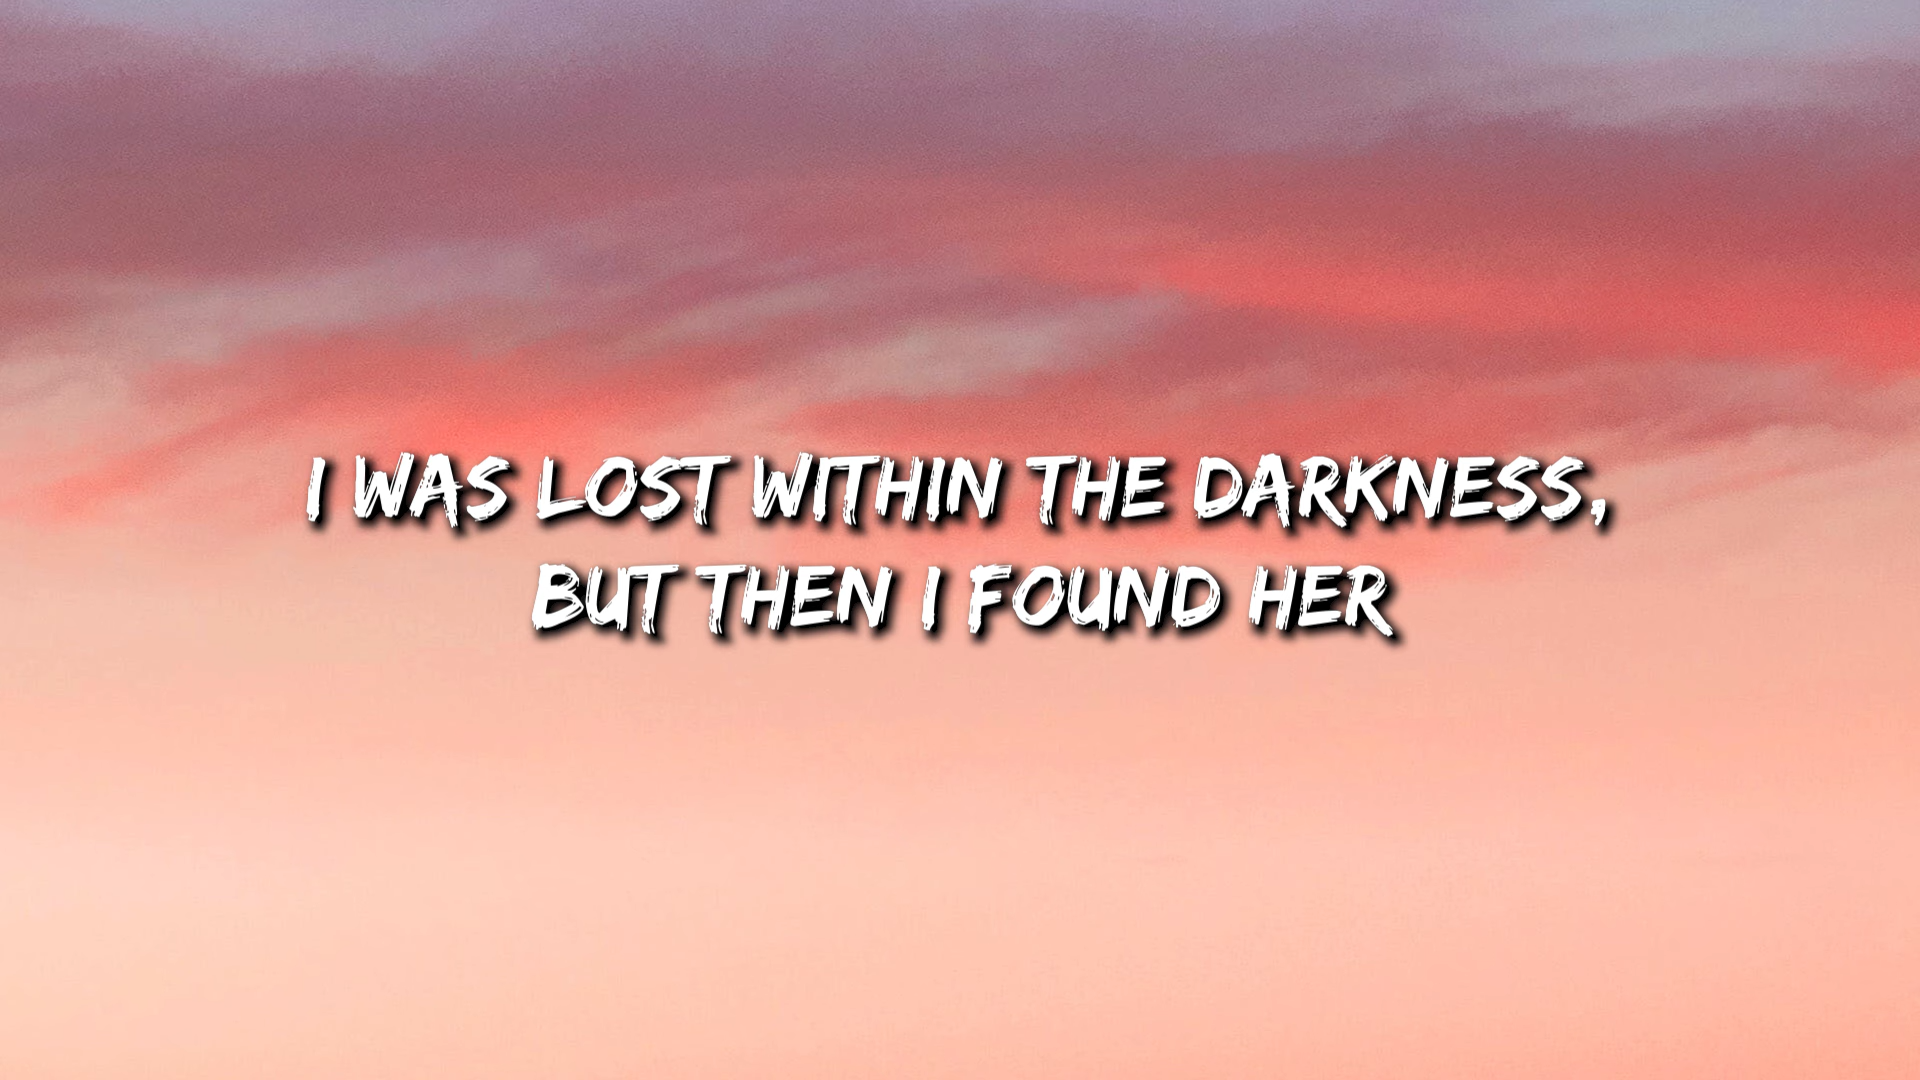 I WAS LOST WITHIN THE DARKNESS,
BUT THEN I FOUND HER